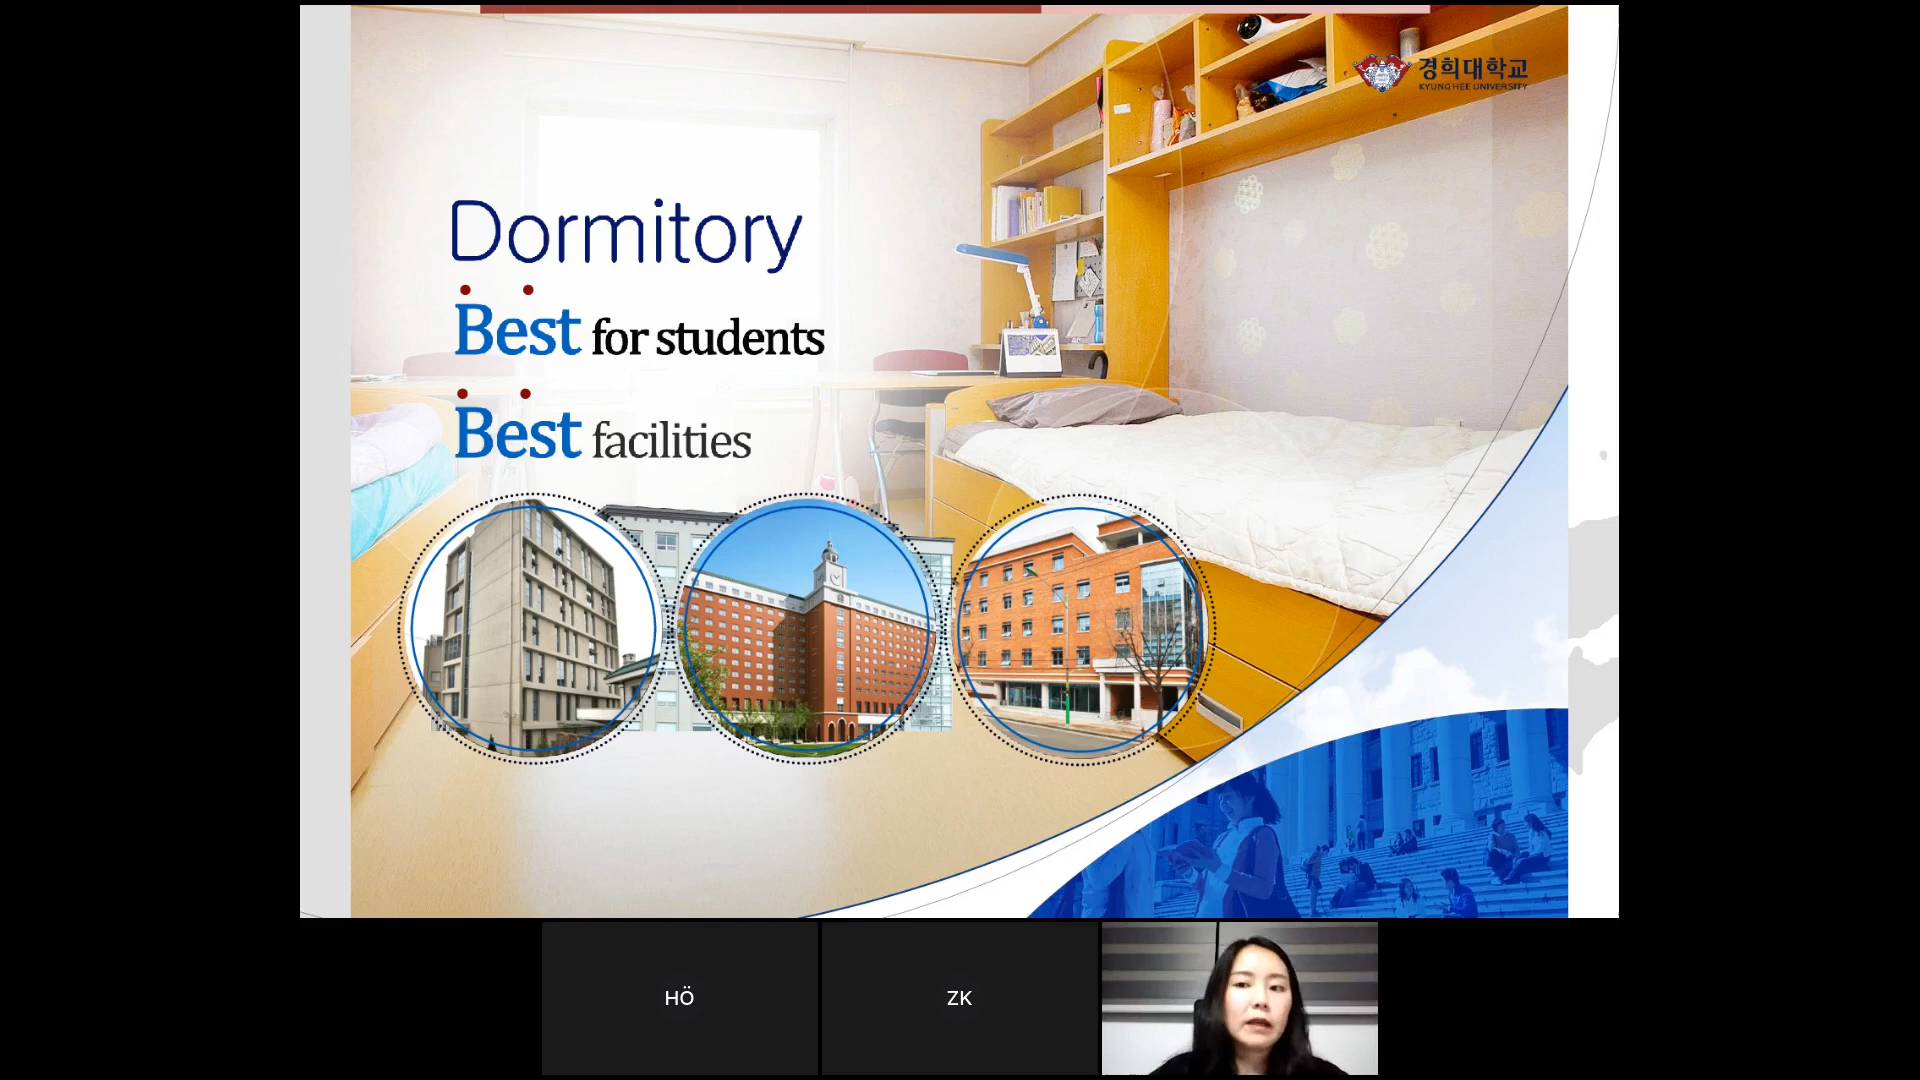 경희대학교
KYUNG HEE UNIVERSITY
Dormitory
Best for students
Best facilities
HÖ
ZK